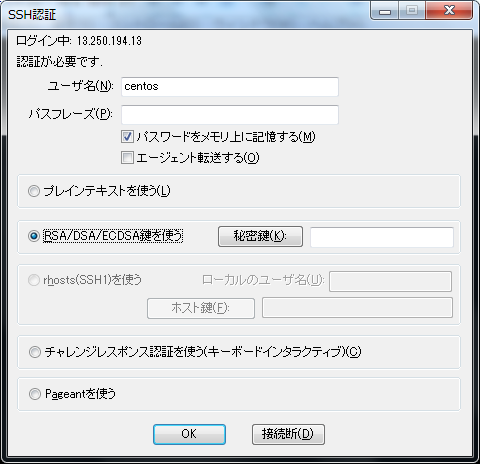 SSH認証
ログイン中: 13.250.194.13
認証が必要です.
ユーザ名(N): centos
パスフレーズ(P):
パスワードをメモリ上に記憶する(M)
エージェント転送する(O)
プレインテキストを使う(L)
RSA/DSA/ECDSA鍵を使う 秘密鍵(K):
rhosts(SSH1)を使う ローカルのユーザ名(U):
ホスト鍵(F):
チャレンジレスポンス認証を使う(キーボードインタラクティブ)(C)
Pageantを使う
OK 接続断(D)